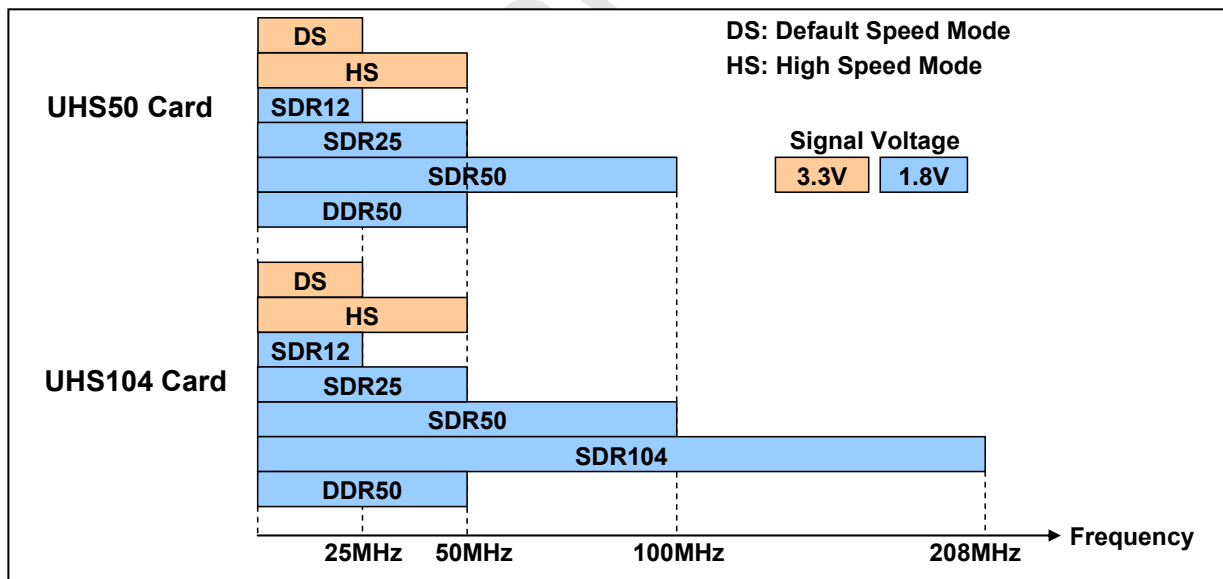 DS
DS: Default Speed Mode
HS
HS: High Speed Mode
UHS50 Card
SDR12
SDR25
Signal Voltage
SDR50
3.3V
1.8V
DDR50
DS
HS
SDR12
UHS104 Card
SDR25
SDR50
SDR104
DDR50
Frequency
25MHz
50MHz
100MHz
208MHz